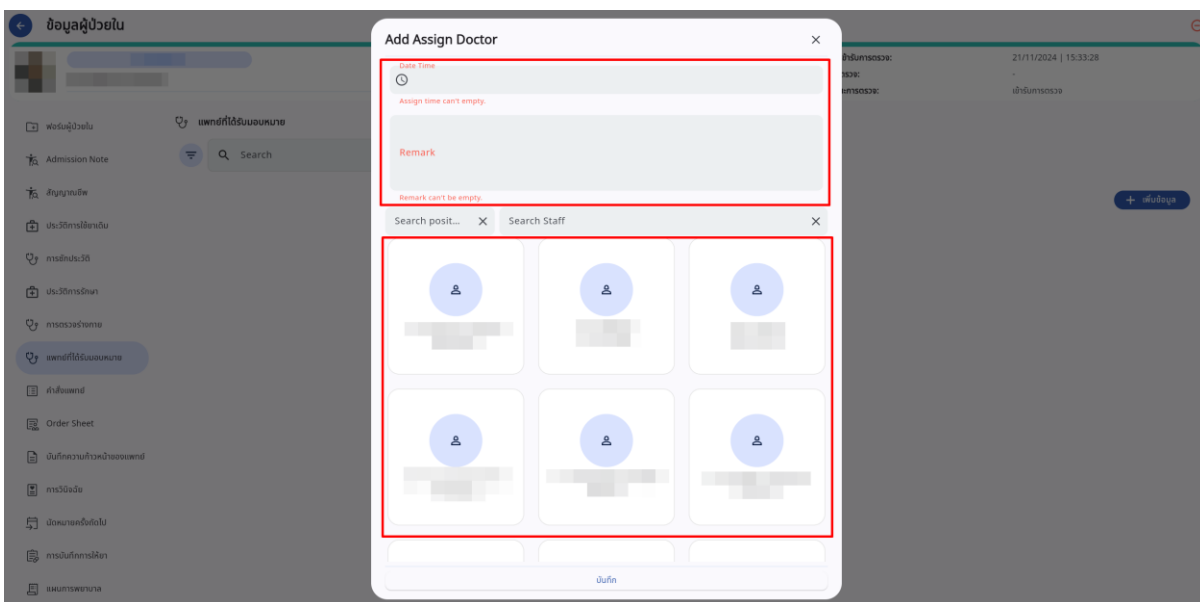 ข้อมูลผู้ป่วยใน
Add Assign Doctor
Date Time
Assign time can't empty.
Remark
Remark can't be empty.
Search posit...
Search Staff
บันทึก
21/11/2024 | 15:33:28
-
เข้ารับการตรวจ
แพทย์ที่ได้รับมอบหมาย
Search
เพิ่มข้อมูล
ฟอร์มผู้ป่วยใน
Admission Note
สัญญาณชีพ
ประวัติการใช้ยาเดิม
การซักประวัติ
ประวัติการรักษา
การตรวจร่างกาย
แพทย์ที่ได้รับมอบหมาย
คำสั่งแพทย์
Order Sheet
บันทึกความก้าวหน้าของแพทย์
การวินิจฉัย
นัดหมายครั้งถัดไป
การบันทึกการให้ยา
แผนการพยาบาล